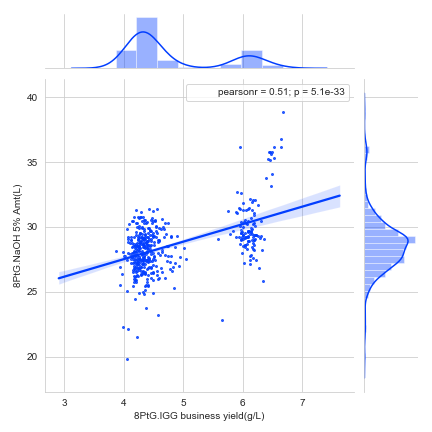 pearsonr = 0.51; p = 5.1e-33
40
35
30
25
20
8PtG.NaOH 5% Amt(L)
3 4 5 6 7
8PtG.IGG business yield(g/L)